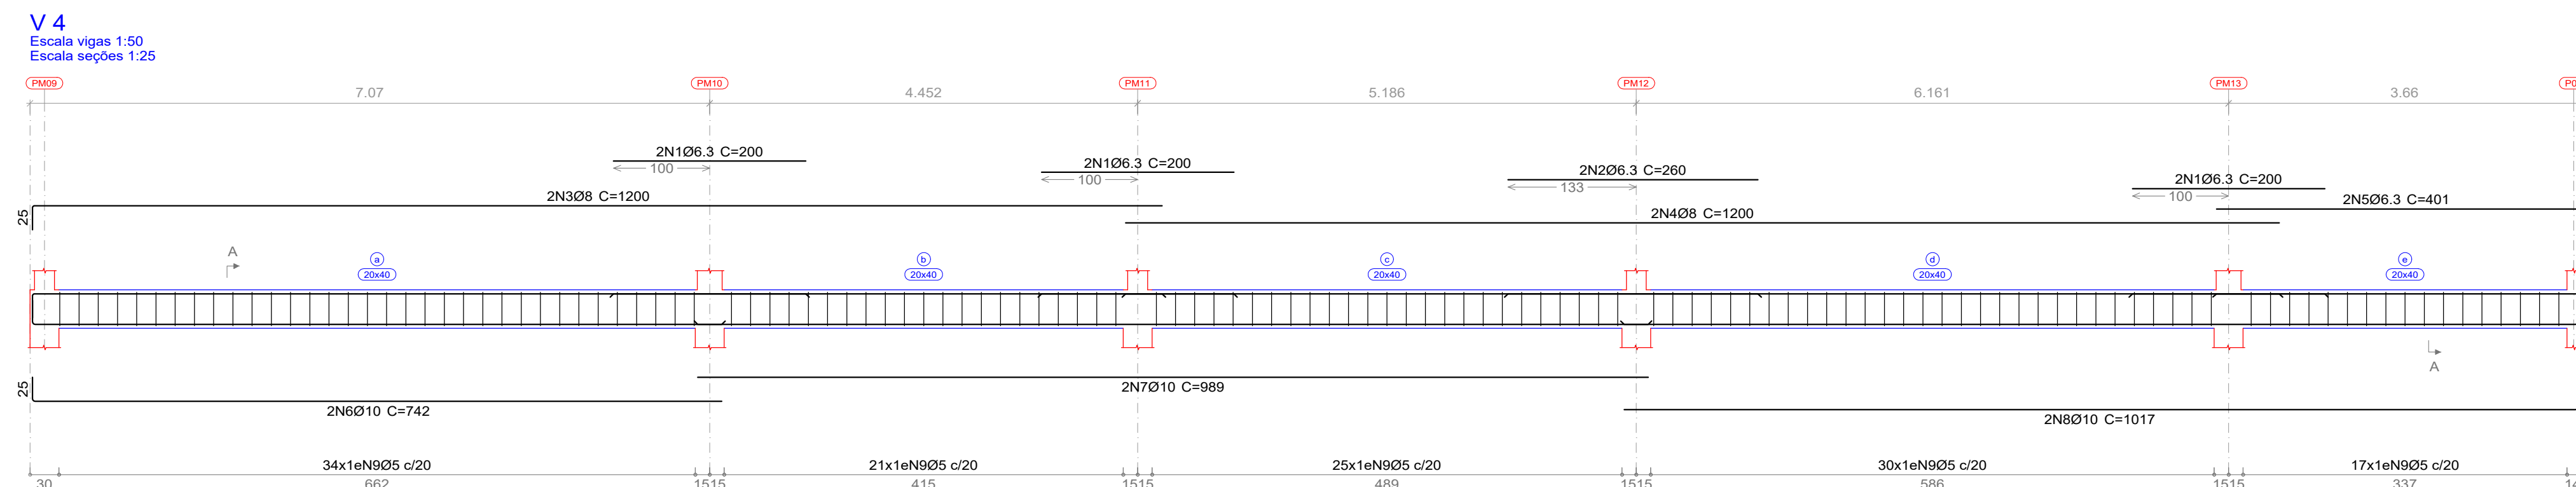 V 4
Escala vigas 1:50
Escala seções 1:25
PM09 PM10 PM11 PM12 PM13
7.07 4.452 5.186 6.161 3.66
2N1Ø6.3 C=200
100
2N1Ø6.3 C=200
100
2N2Ø6.3 C=260
133
2N1Ø6.3 C=200
100
25
2N3Ø8 C=1200
2N4Ø8 C=1200
2N5Ø6.3 C=401
A
a b c d e
20x40 20x40 20x40 20x40 20x40
A
25
2N6Ø10 C=742
2N7Ø10 C=989
2N8Ø10 C=1017
34x1eN9Ø5 c/20 21x1eN9Ø5 c/20 25x1eN9Ø5 c/20 30x1eN9Ø5 c/20 17x1eN9Ø5 c/20
30 662 1515 415 1515 489 1515 586 1515 337